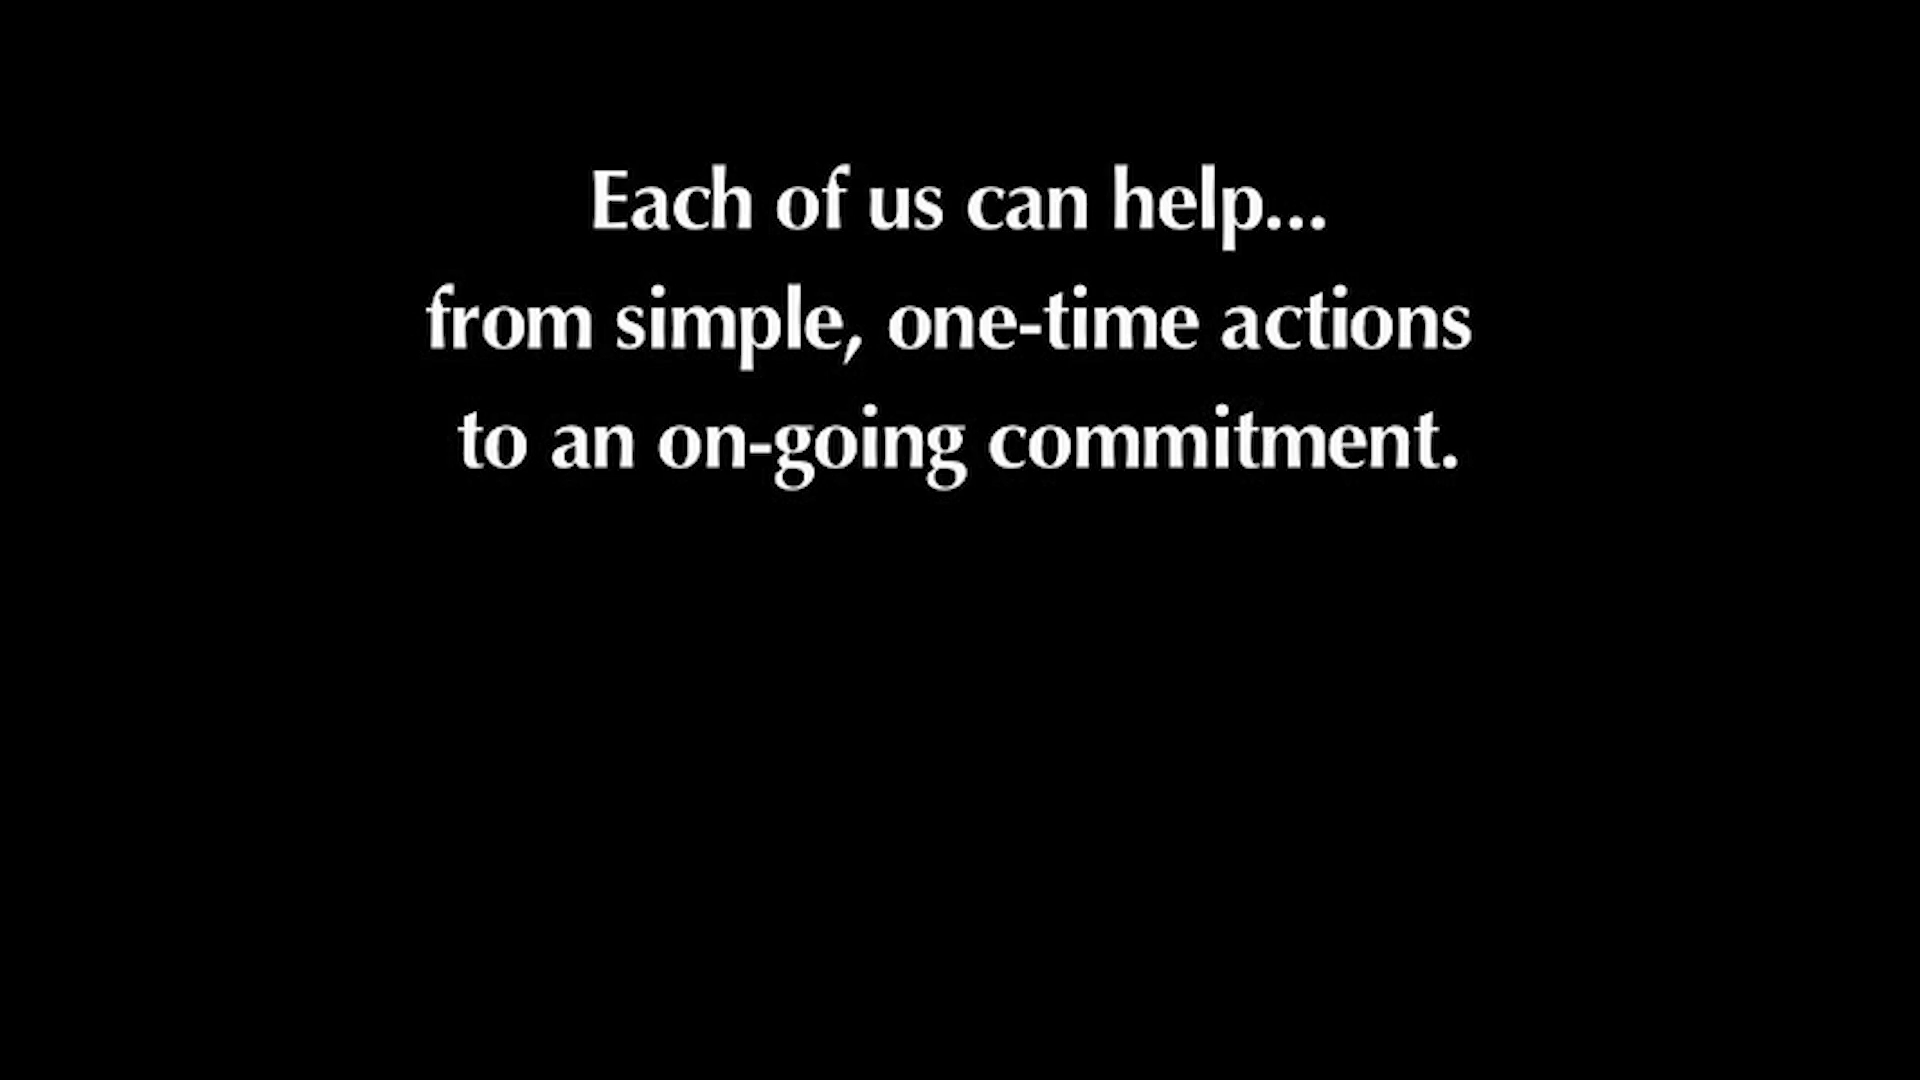 Each of us can help...
from simple, one-time actions
to an on-going commitment.